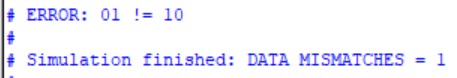 # ERROR: 01 != 10
#
# Simulation finished: DATA MISMATCHES = 1